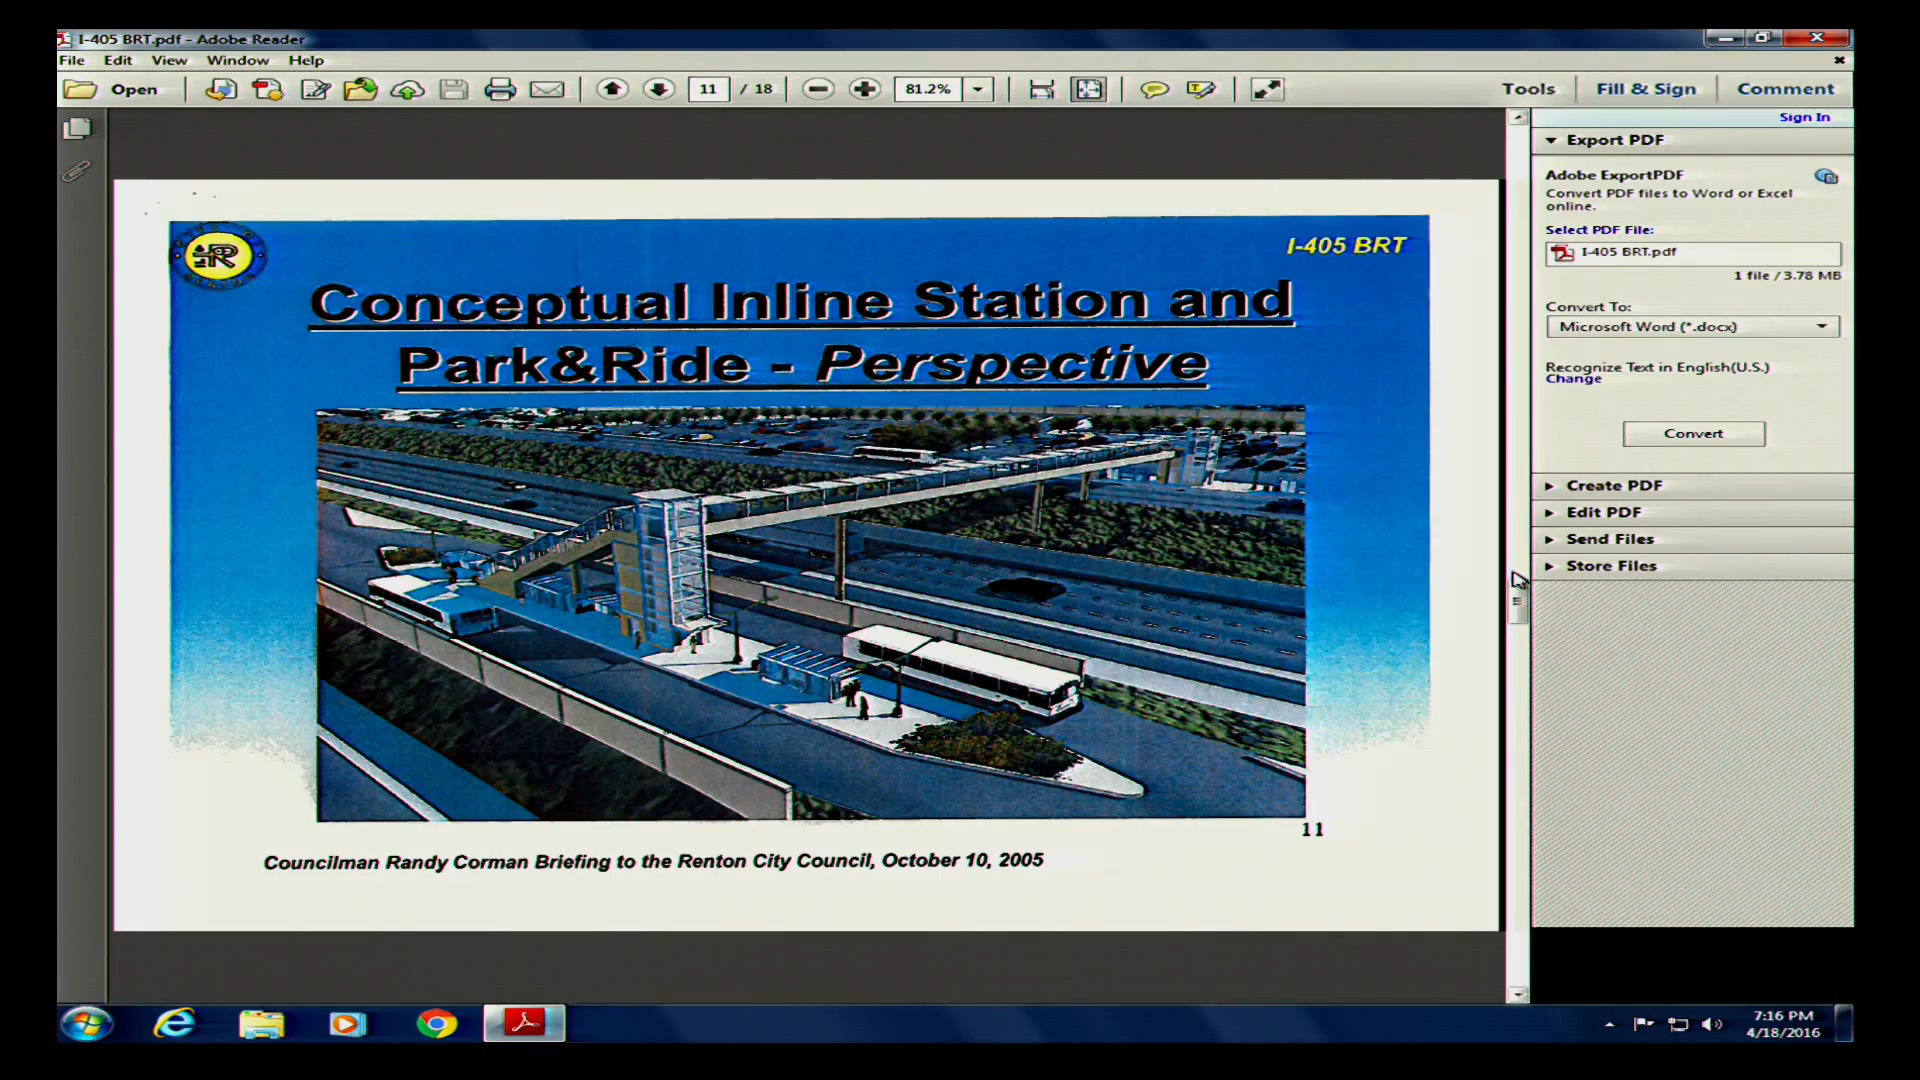 I-405 BRT.pdf - Adobe Reader
File Edit View Window Help
Open 11 / 18 81.2% Tools Fill & Sign Comment
Sign In
Export PDF
Adobe ExportPDF
Convert PDF files to Word or Excel
online.
Select PDF File:
I-405 BRT.pdf
1 file / 3.78 MB
Convert To:
Microsoft Word (*.docx)
Recognize Text in English(U.S.)
Change
Convert
Create PDF
Edit PDF
Send Files
Store Files
I-405 BRT
Conceptual Inline Station and
Park&Ride - Perspective
11
Councilman Randy Corman Briefing to the Renton City Council, October 10, 2005
7:16 PM
4/18/2016